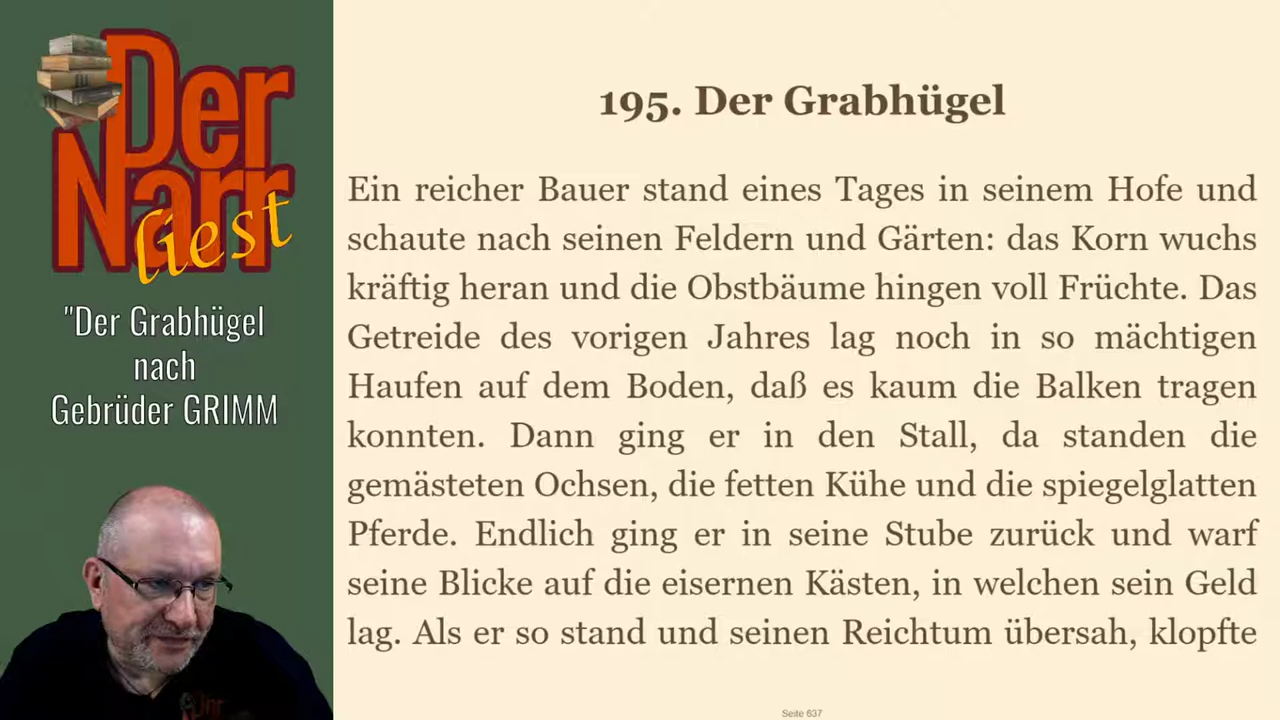 Der
Narr
liest
"Der Grabhügel
nach
Gebrüder GRIMM
195. Der Grabhügel
Ein reicher Bauer stand eines Tages in seinem Hofe und
schaute nach seinen Feldern und Gärten: das Korn wuchs
kräftig heran und die Obstbäume hingen voll Früchte. Das
Getreide des vorigen Jahres lag noch in so mächtigen
Haufen auf dem Boden, daß es kaum die Balken tragen
konnten. Dann ging er in den Stall, da standen die
gemästeten Ochsen, die fetten Kühe und die spiegelglatten
Pferde. Endlich ging er in seine Stube zurück und warf
seine Blicke auf die eisernen Kästen, in welchen sein Geld
lag. Als er so stand und seinen Reichtum übersah, klopfte
Seite 637